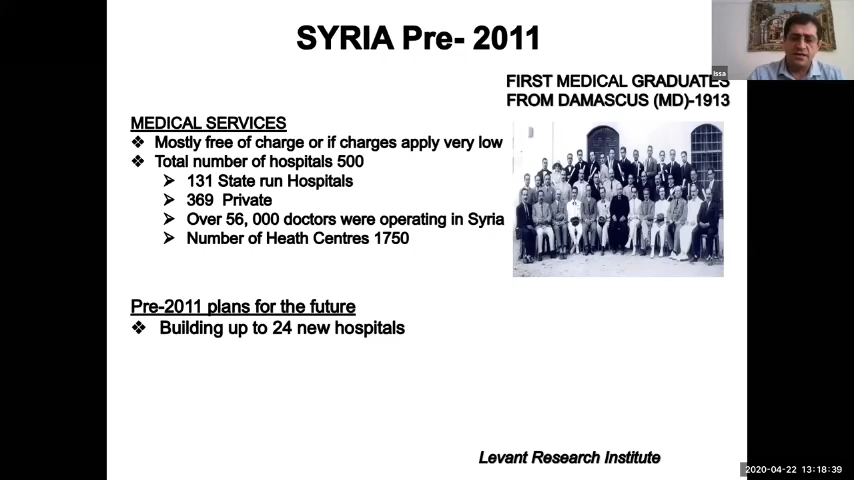 SYRIA Pre- 2011
Issa
FIRST MEDICAL GRADUATES
FROM DAMASCUS (MD)-1913
MEDICAL SERVICES
❖ Mostly free of charge or if charges apply very low
❖ Total number of hospitals 500
➢ 131 State run Hospitals
➢ 369 Private
➢ Over 56, 000 doctors were operating in Syria
➢ Number of Heath Centres 1750
Pre-2011 plans for the future
❖ Building up to 24 new hospitals
Levant Research Institute
2020-04-22 13:18:39